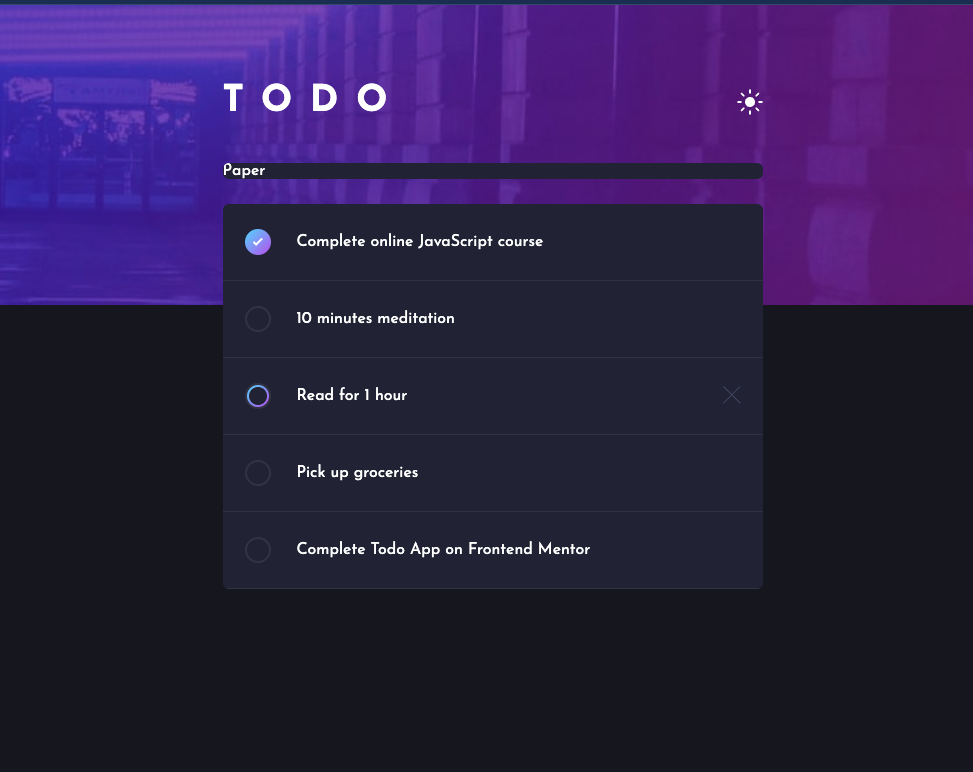 TODO
Paper
Complete online JavaScript course
10 minutes meditation
Read for 1 hour
Pick up groceries
Complete Todo App on Frontend Mentor